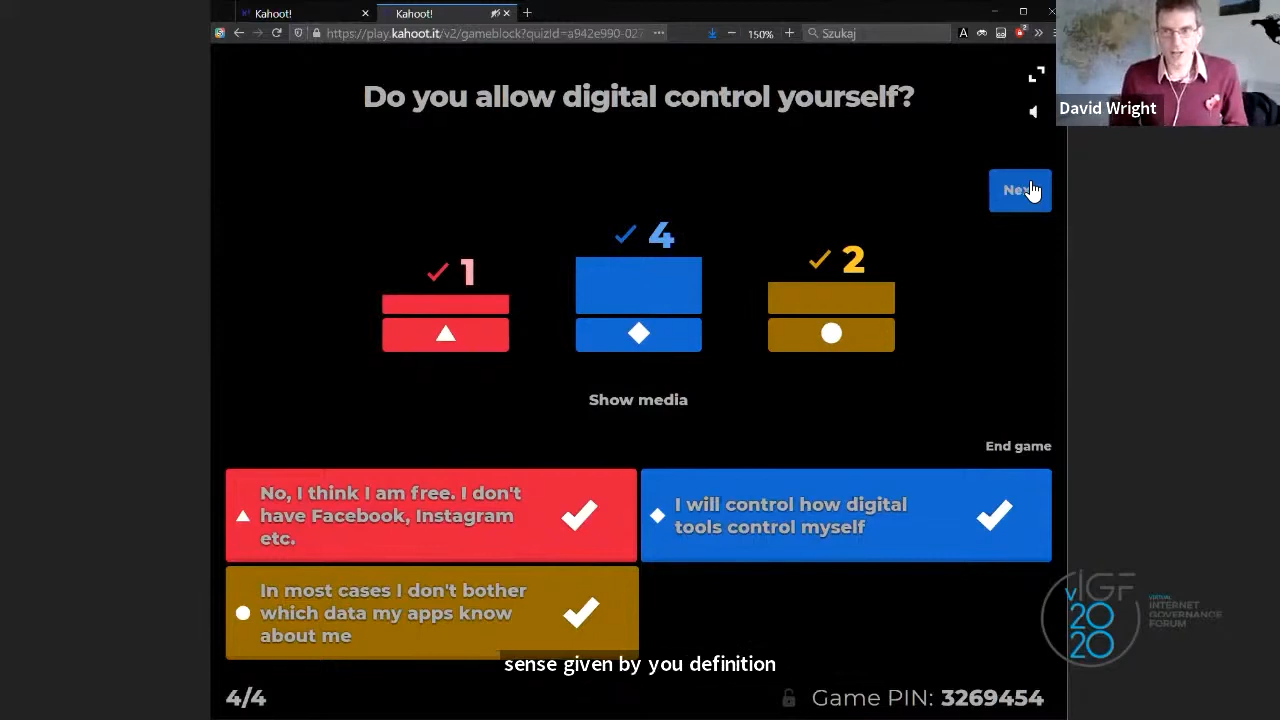 Kahoot!
Kahoot!
https://play.kahoot.it/v2/gameblock?quizId=a942e990-027
150%
Szukaj
David Wright
Do you allow digital control yourself?
1
4
2
Show media
End game
No, I think I am free. I don't
have Facebook, Instagram
etc.
I will control how digital
tools control myself
In most cases I don't bother
which data my apps know
about me
vIGF
2020
VIRTUAL
INTERNET
GOVERNANCE
FORUM
sense given by you definition
4/4
Game PIN: 3269454